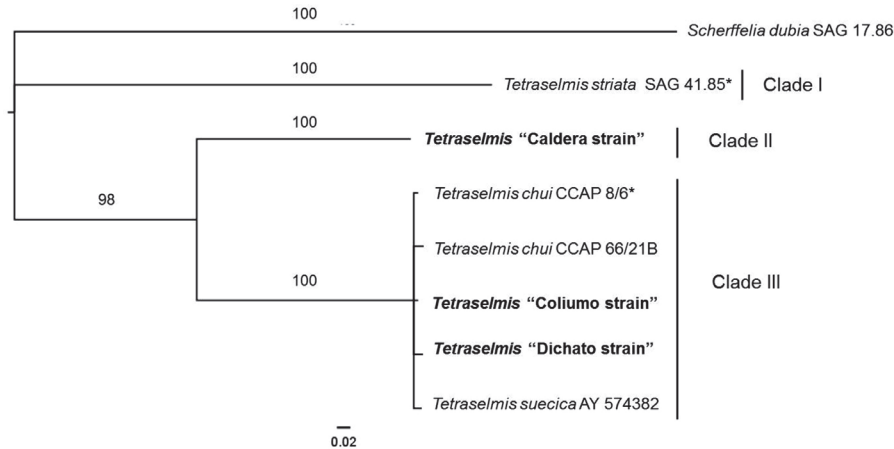 100
Scherffelia dubia SAG 17.86
100
Tetraselmis striata SAG 41.85* Clade I
100
Tetraselmis “Caldera strain” Clade II
98
Tetraselmis chui CCAP 8/6*
Tetraselmis chui CCAP 66/21B
100
Clade III
Tetraselmis “Coliumo strain”
Tetraselmis “Dichato strain”
Tetraselmis suecica AY 574382
0.02